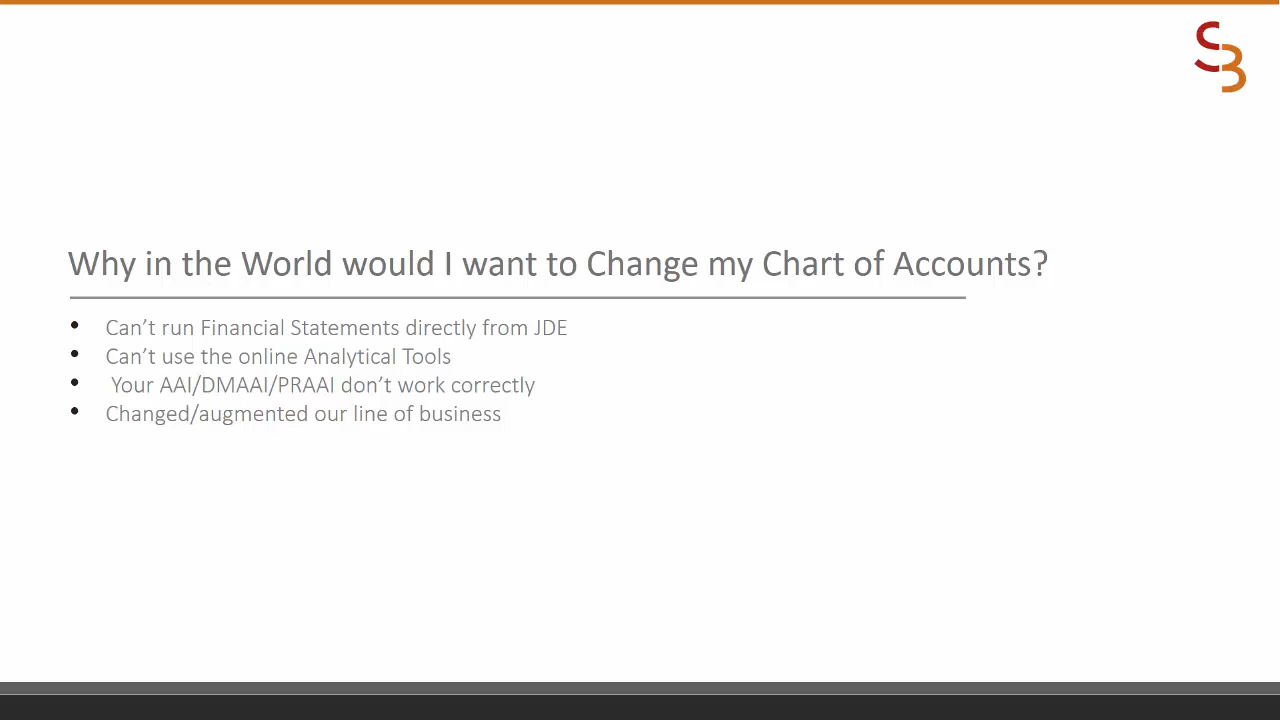 SB
Why in the World would I want to Change my Chart of Accounts?
• Can’t run Financial Statements directly from JDE
• Can’t use the online Analytical Tools
• Your AAI/DMAAI/PRAAI don’t work correctly
• Changed/augmented our line of business